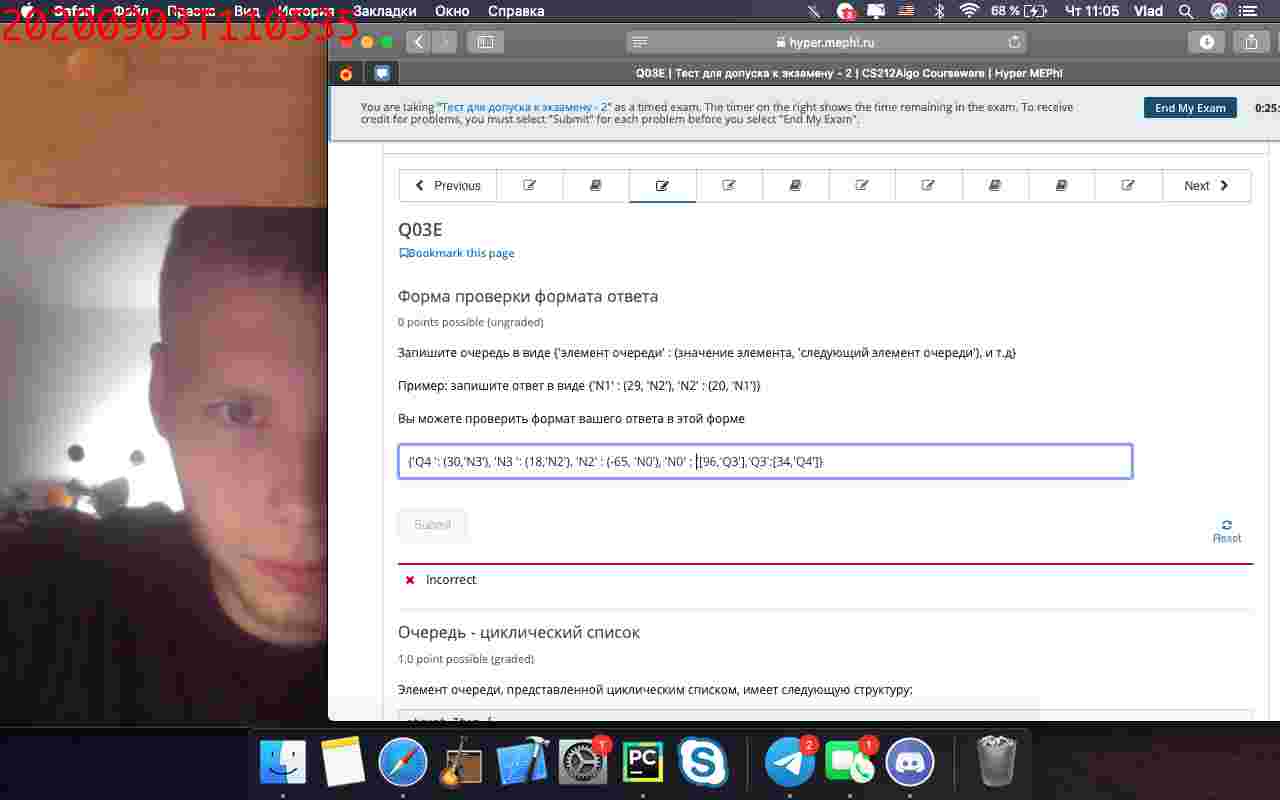 20200903T110535
Safari Файл Правка Вид История Закладки Окно Справка 68 % Чт 11:05 Vlad
hyper.mephi.ru
Q03E | Тест для допуска к экзамену - 2 | CS212Algo Courseware | Hyper MEPhI
You are taking "Тест для допуска к экзамену - 2" as a timed exam. The timer on the right shows the time remaining in the exam. To receive
credit for problems, you must select "Submit" for each problem before you select "End My Exam".
End My Exam
0:25:
Previous
Next
Q03E
Bookmark this page
Форма проверки формата ответа
0 points possible (ungraded)
Запишите очередь в виде {'элемент очереди' : (значение элемента, 'следующий элемент очереди'), и т.д}
Пример: запишите ответ в виде {'N1' : (29, 'N2'), 'N2' : (20, 'N1')}
Вы можете проверить формат вашего ответа в этой форме
{'Q4 ': (30,'N3'), 'N3 ': (18,'N2'), 'N2' : (-65, 'N0'), 'N0' : [96,'Q3'],'Q3':[34,'Q4']}
Submit
Reset
Incorrect
Очередь - циклический список
1.0 point possible (graded)
Элемент очереди, представленной циклическим списком, имеет следующую структуру:
1
PC
2
1